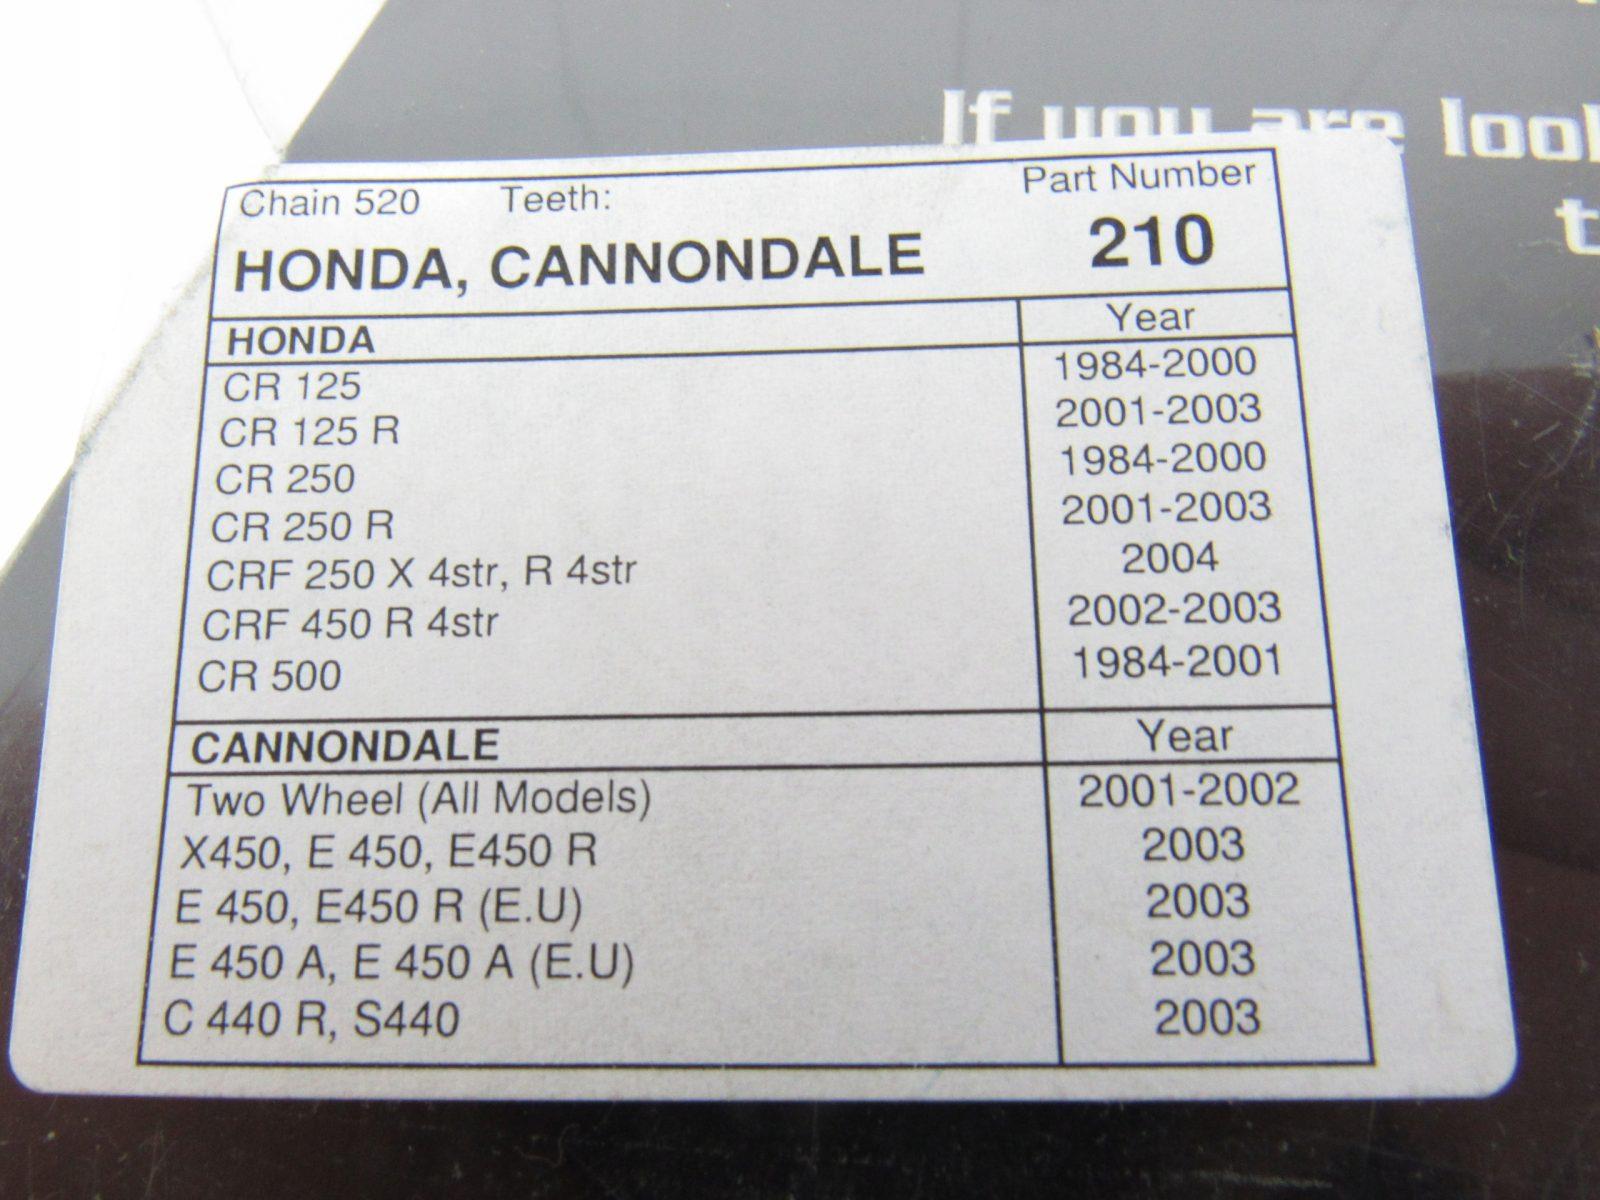 If you are
Chain 520 Teeth: Part Number
HONDA, CANNONDALE 210
HONDA Year
CR 125 1984-2000
CR 125 R 2001-2003
CR 250 1984-2000
CR 250 R 2001-2003
CRF 250 X 4str, R 4str 2004
CRF 450 R 4str 2002-2003
CR 500 1984-2001
CANNONDALE Year
Two Wheel (All Models) 2001-2002
X450, E 450, E450 R 2003
E 450, E450 R (E.U) 2003
E 450 A, E 450 A (E.U) 2003
C 440 R, S440 2003